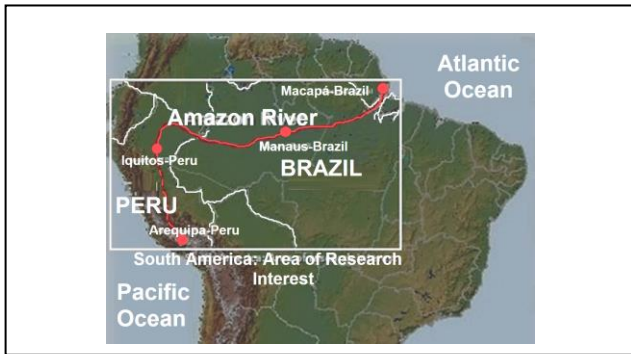 Atlantic
Ocean
Macapá-Brazil
Amazon River
Manaus-Brazil
Iquitos-Peru
BRAZIL
PERU
Arequipa-Peru
South America: Area of Research
Interest
Pacific
Ocean